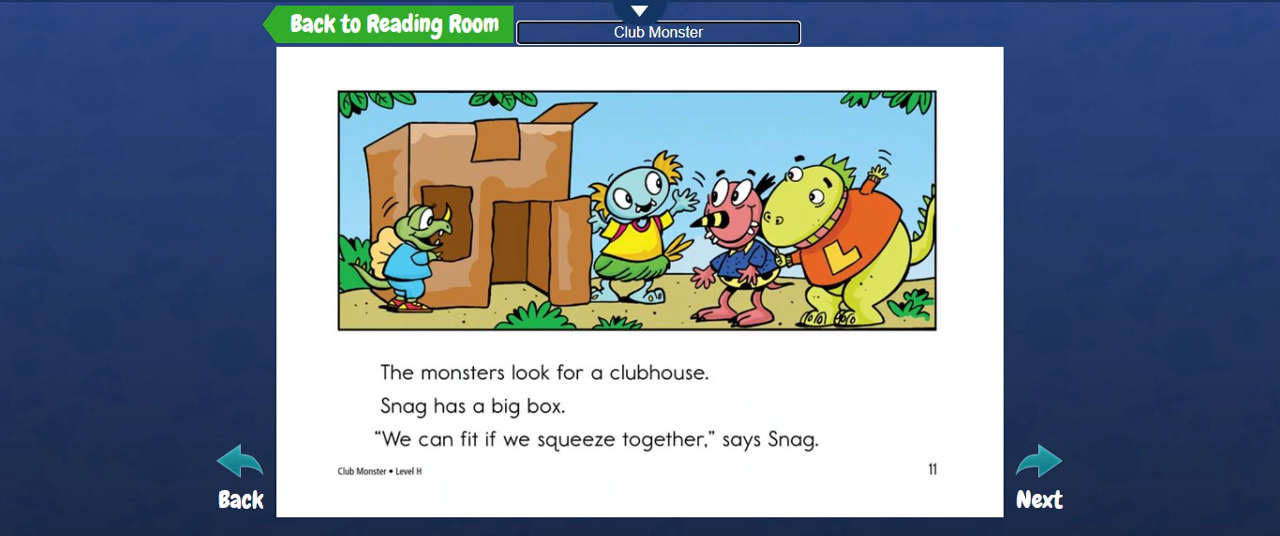 Back to Reading Room
Club Monster
L
The monsters look for a clubhouse.
Snag has a big box.
“We can fit if we squeeze together,” says Snag.
Club Monster • Level H
11
Back
Next